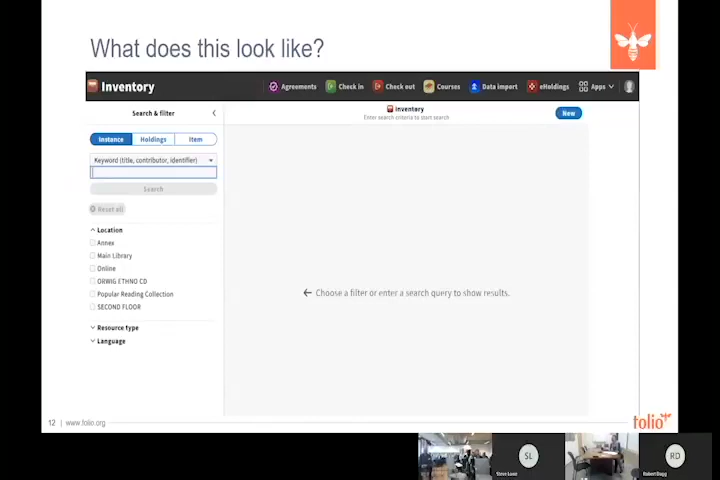 What does this look like?
Inventory
Agreements
Check in
Check out
Courses
Data import
eHoldings
Apps
Search & filter
Inventory
Enter search criteria to start search
New
Instance
Holdings
Item
Keyword (title, contributor, identifier)
Search
Reset all
Location
Annex
Main Library
Online
ORWIG ETHNO CD
Popular Reading Collection
SECOND FLOOR
Resource type
Language
Choose a filter or enter a search query to show results.
12 | www.folio.org
folio
SL
Steve Lane
RD
Robert